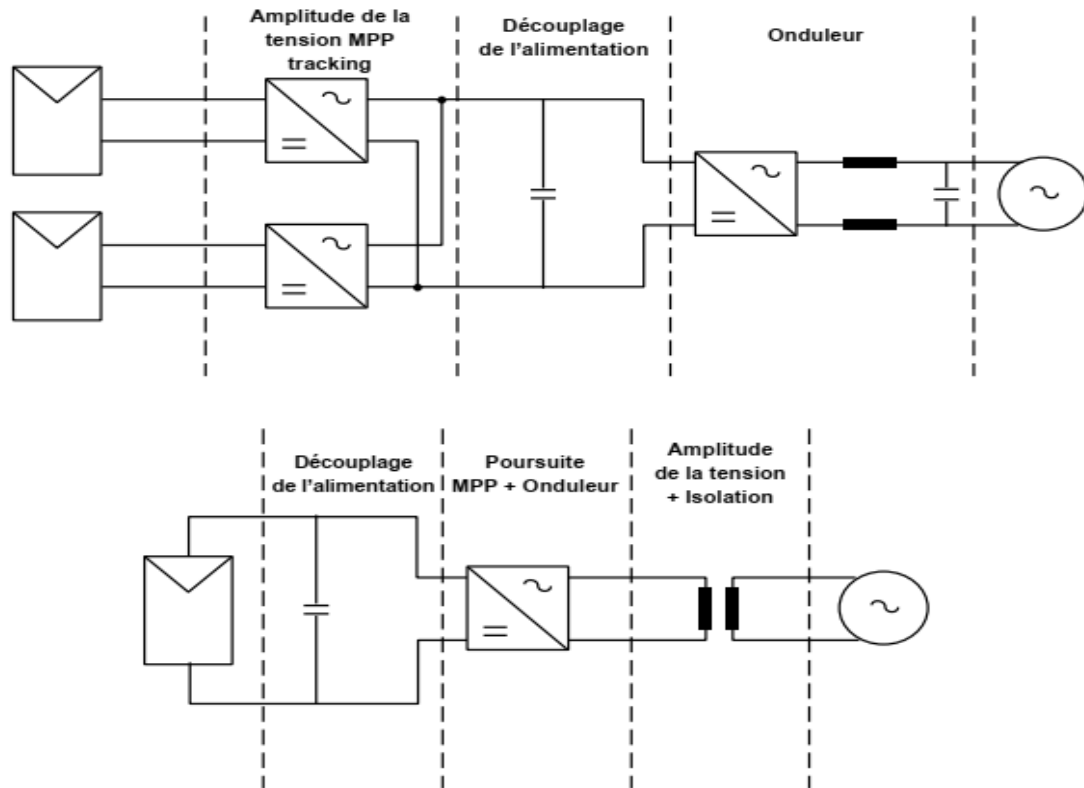 Amplitude de la
tension MPP
tracking
Découplage
de l'alimentation
Onduleur
Découplage
de l'alimentation
Poursuite
MPP + Onduleur
Amplitude
de la tension
+ Isolation